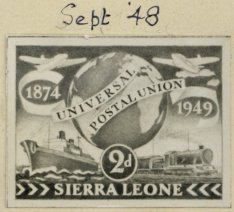 Sept '48
UNIVERSAL
POSTAL UNION
1874
1949
2d
SIERRA LEONE